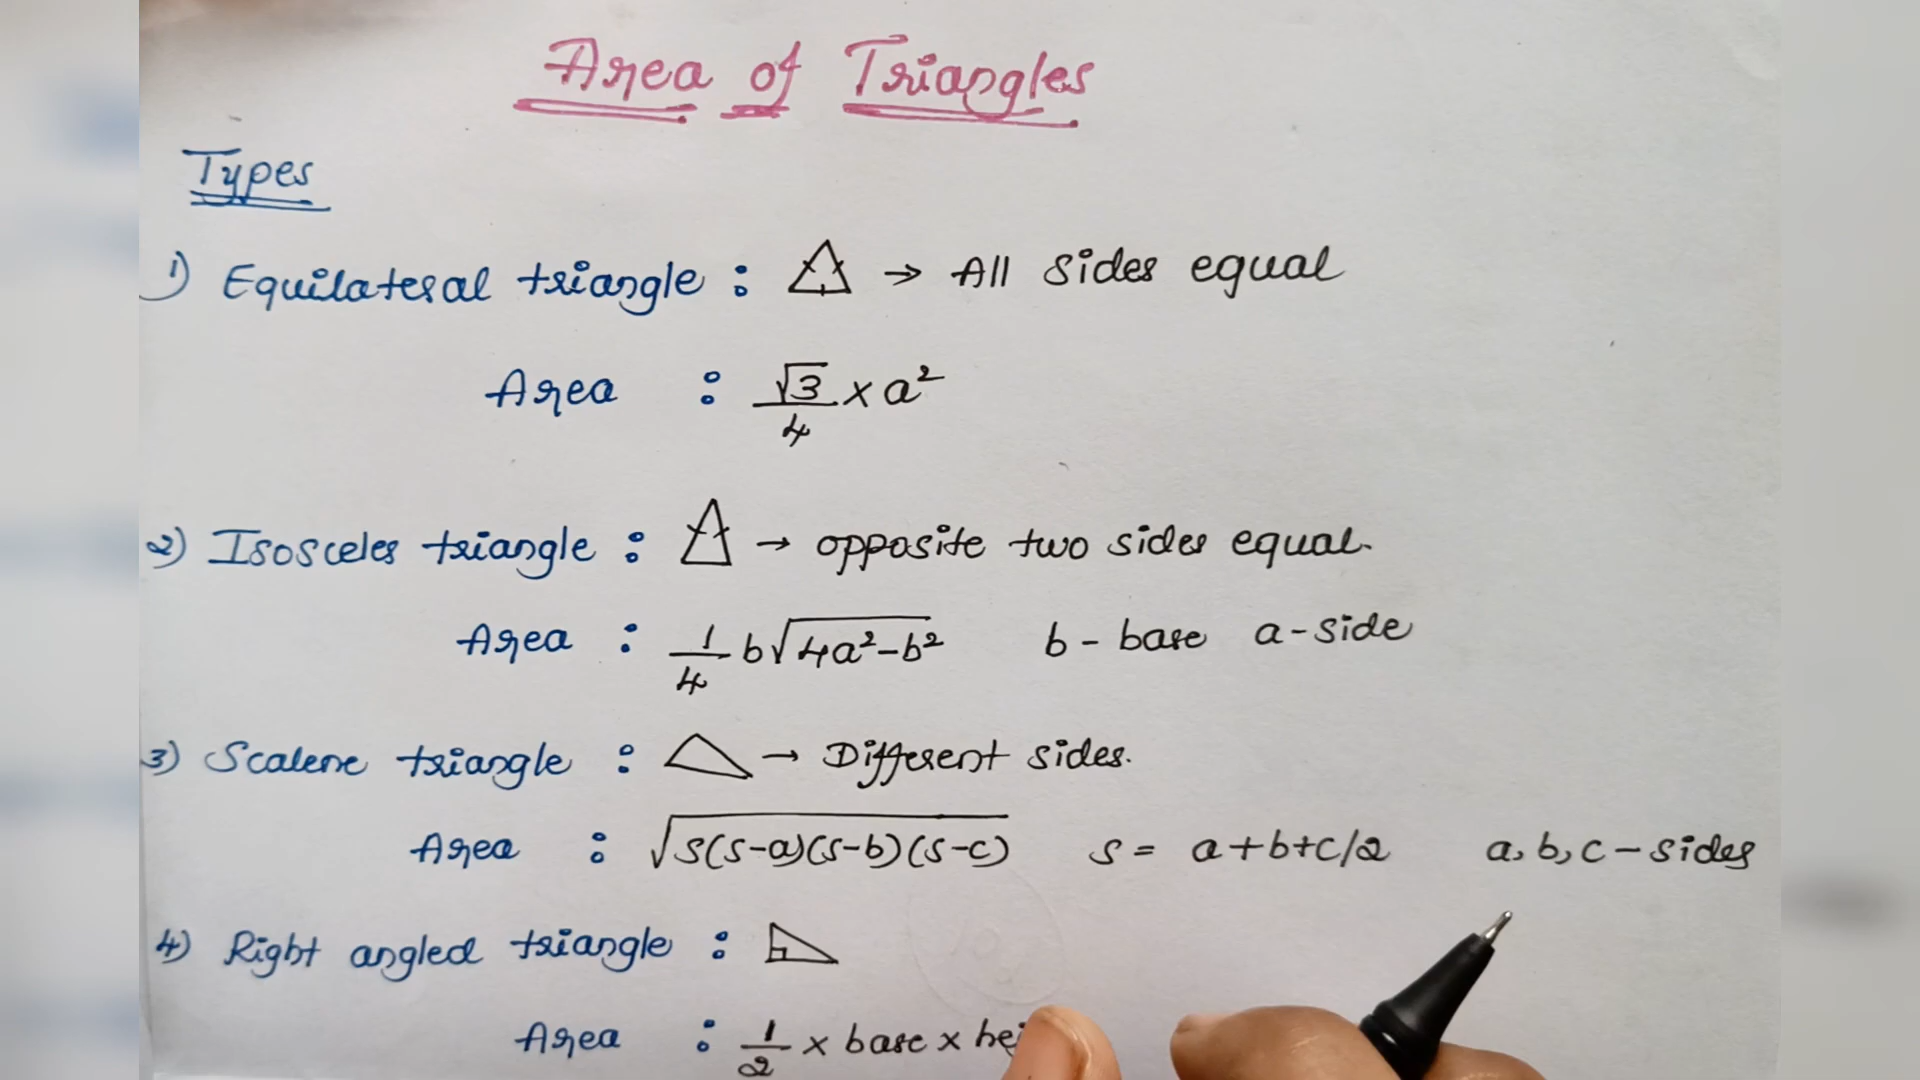 Area of Triangles
Types
1) Equilateral triangle : → All sides equal
Area : √3/4 × a²
2) Isosceles triangle : → opposite two sides equal.
Area : 1/4 b√4a²-b² b - base a - side
3) Scalene triangle : → Different sides.
Area : √S(S-a)(S-b)(S-c) S = a+b+c/2 a, b, c - sides
4) Right angled triangle :
Area : 1/2 × base ×